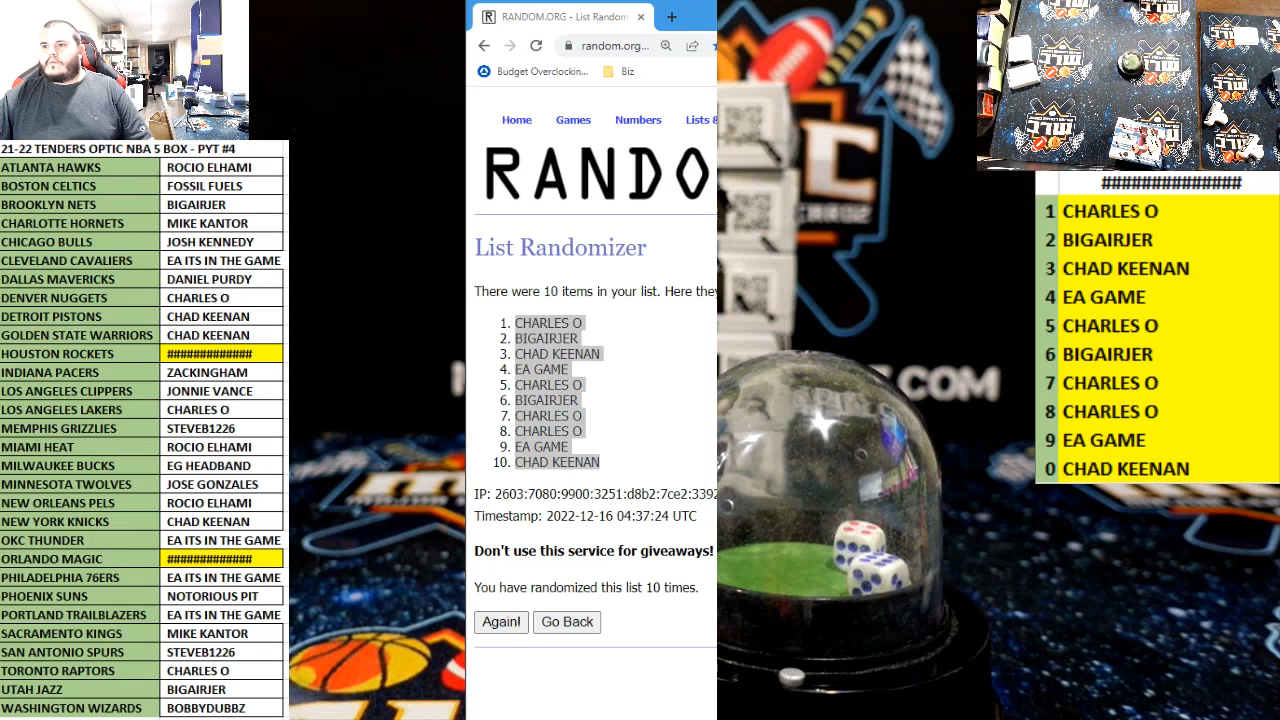 21-22 TENDERS OPTIC NBA 5 BOX - PYT #4
ATLANTA HAWKS ROCIO ELHAMI
BOSTON CELTICS FOSSIL FUELS
BROOKLYN NETS BIGAIRJER
CHARLOTTE HORNETS MIKE KANTOR
CHICAGO BULLS JOSH KENNEDY
CLEVELAND CAVALIERS EA ITS IN THE GAME
DALLAS MAVERICKS DANIEL PURDY
DENVER NUGGETS CHARLES O
DETROIT PISTONS CHAD KEENAN
GOLDEN STATE WARRIORS CHAD KEENAN
HOUSTON ROCKETS #############
INDIANA PACERS ZACKINGHAM
LOS ANGELES CLIPPERS JONNIE VANCE
LOS ANGELES LAKERS CHARLES O
MEMPHIS GRIZZLIES STEVEB1226
MIAMI HEAT ROCIO ELHAMI
MILWAUKEE BUCKS EG HEADBAND
MINNESOTA TWOLVES JOSE GONZALES
NEW ORLEANS PELS ROCIO ELHAMI
NEW YORK KNICKS CHAD KEENAN
OKC THUNDER EA ITS IN THE GAME
ORLANDO MAGIC #############
PHILADELPHIA 76ERS EA ITS IN THE GAME
PHOENIX SUNS NOTORIOUS PIT
PORTLAND TRAILBLAZERS EA ITS IN THE GAME
SACRAMENTO KINGS MIKE KANTOR
SAN ANTONIO SPURS STEVEB1226
TORONTO RAPTORS CHARLES O
UTAH JAZZ BIGAIRJER
WASHINGTON WIZARDS BOBBYDUBBZ
RANDOM.ORG - List Random
random.org...
Budget Overclockin... Biz
Home Games Numbers Lists &
RANDO
List Randomizer
There were 10 items in your list. Here they
1. CHARLES O
2. BIGAIRJER
3. CHAD KEENAN
4. EA GAME
5. CHARLES O
6. BIGAIRJER
7. CHARLES O
8. CHARLES O
9. EA GAME
10. CHAD KEENAN
IP: 2603:7080:9900:3251:d8b2:7ce2:3392
Timestamp: 2022-12-16 04:37:24 UTC
Don't use this service for giveaways!
You have randomized this list 10 times.
Again! Go Back
.COM
##############
1 CHARLES O
2 BIGAIRJER
3 CHAD KEENAN
4 EA GAME
5 CHARLES O
6 BIGAIRJER
7 CHARLES O
8 CHARLES O
9 EA GAME
0 CHAD KEENAN